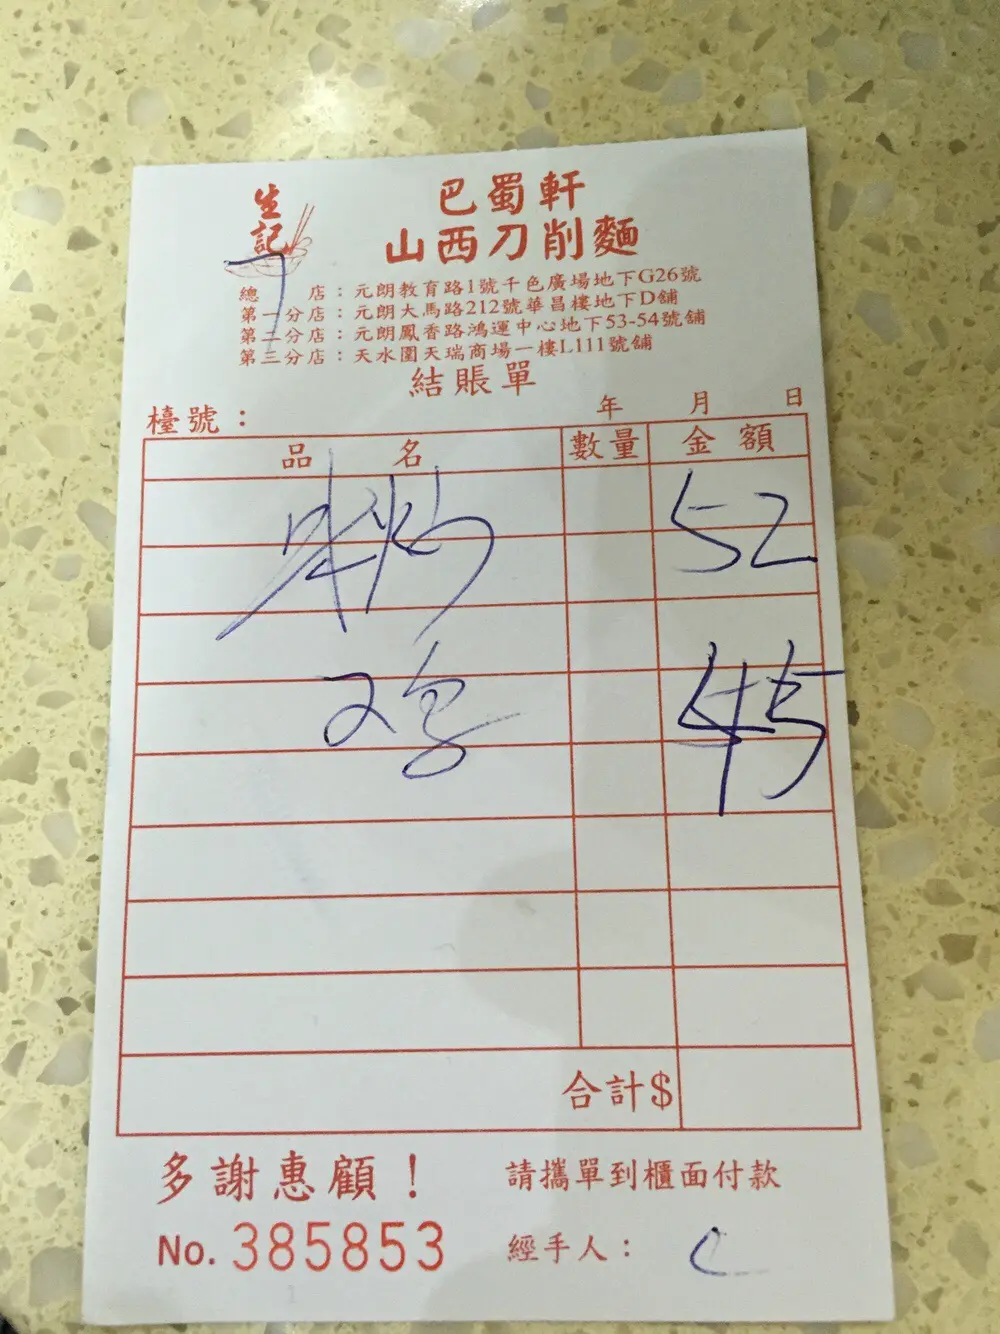 生記
巴蜀軒
山西刀削麵
總店：元朗教育路1號千色廣場地下G26號
第一分店：元朗大馬路212號華昌樓地下D舖
第二分店：元朗鳳香路鴻運中心地下53-54號舖
第三分店：天水圍天瑞商場一樓L111號舖
結賬單
檯號： 年 月 日
品名 數量 金額
52
45
合計$
多謝惠顧！ 請攜單到櫃面付款
No. 385853 經手人： C